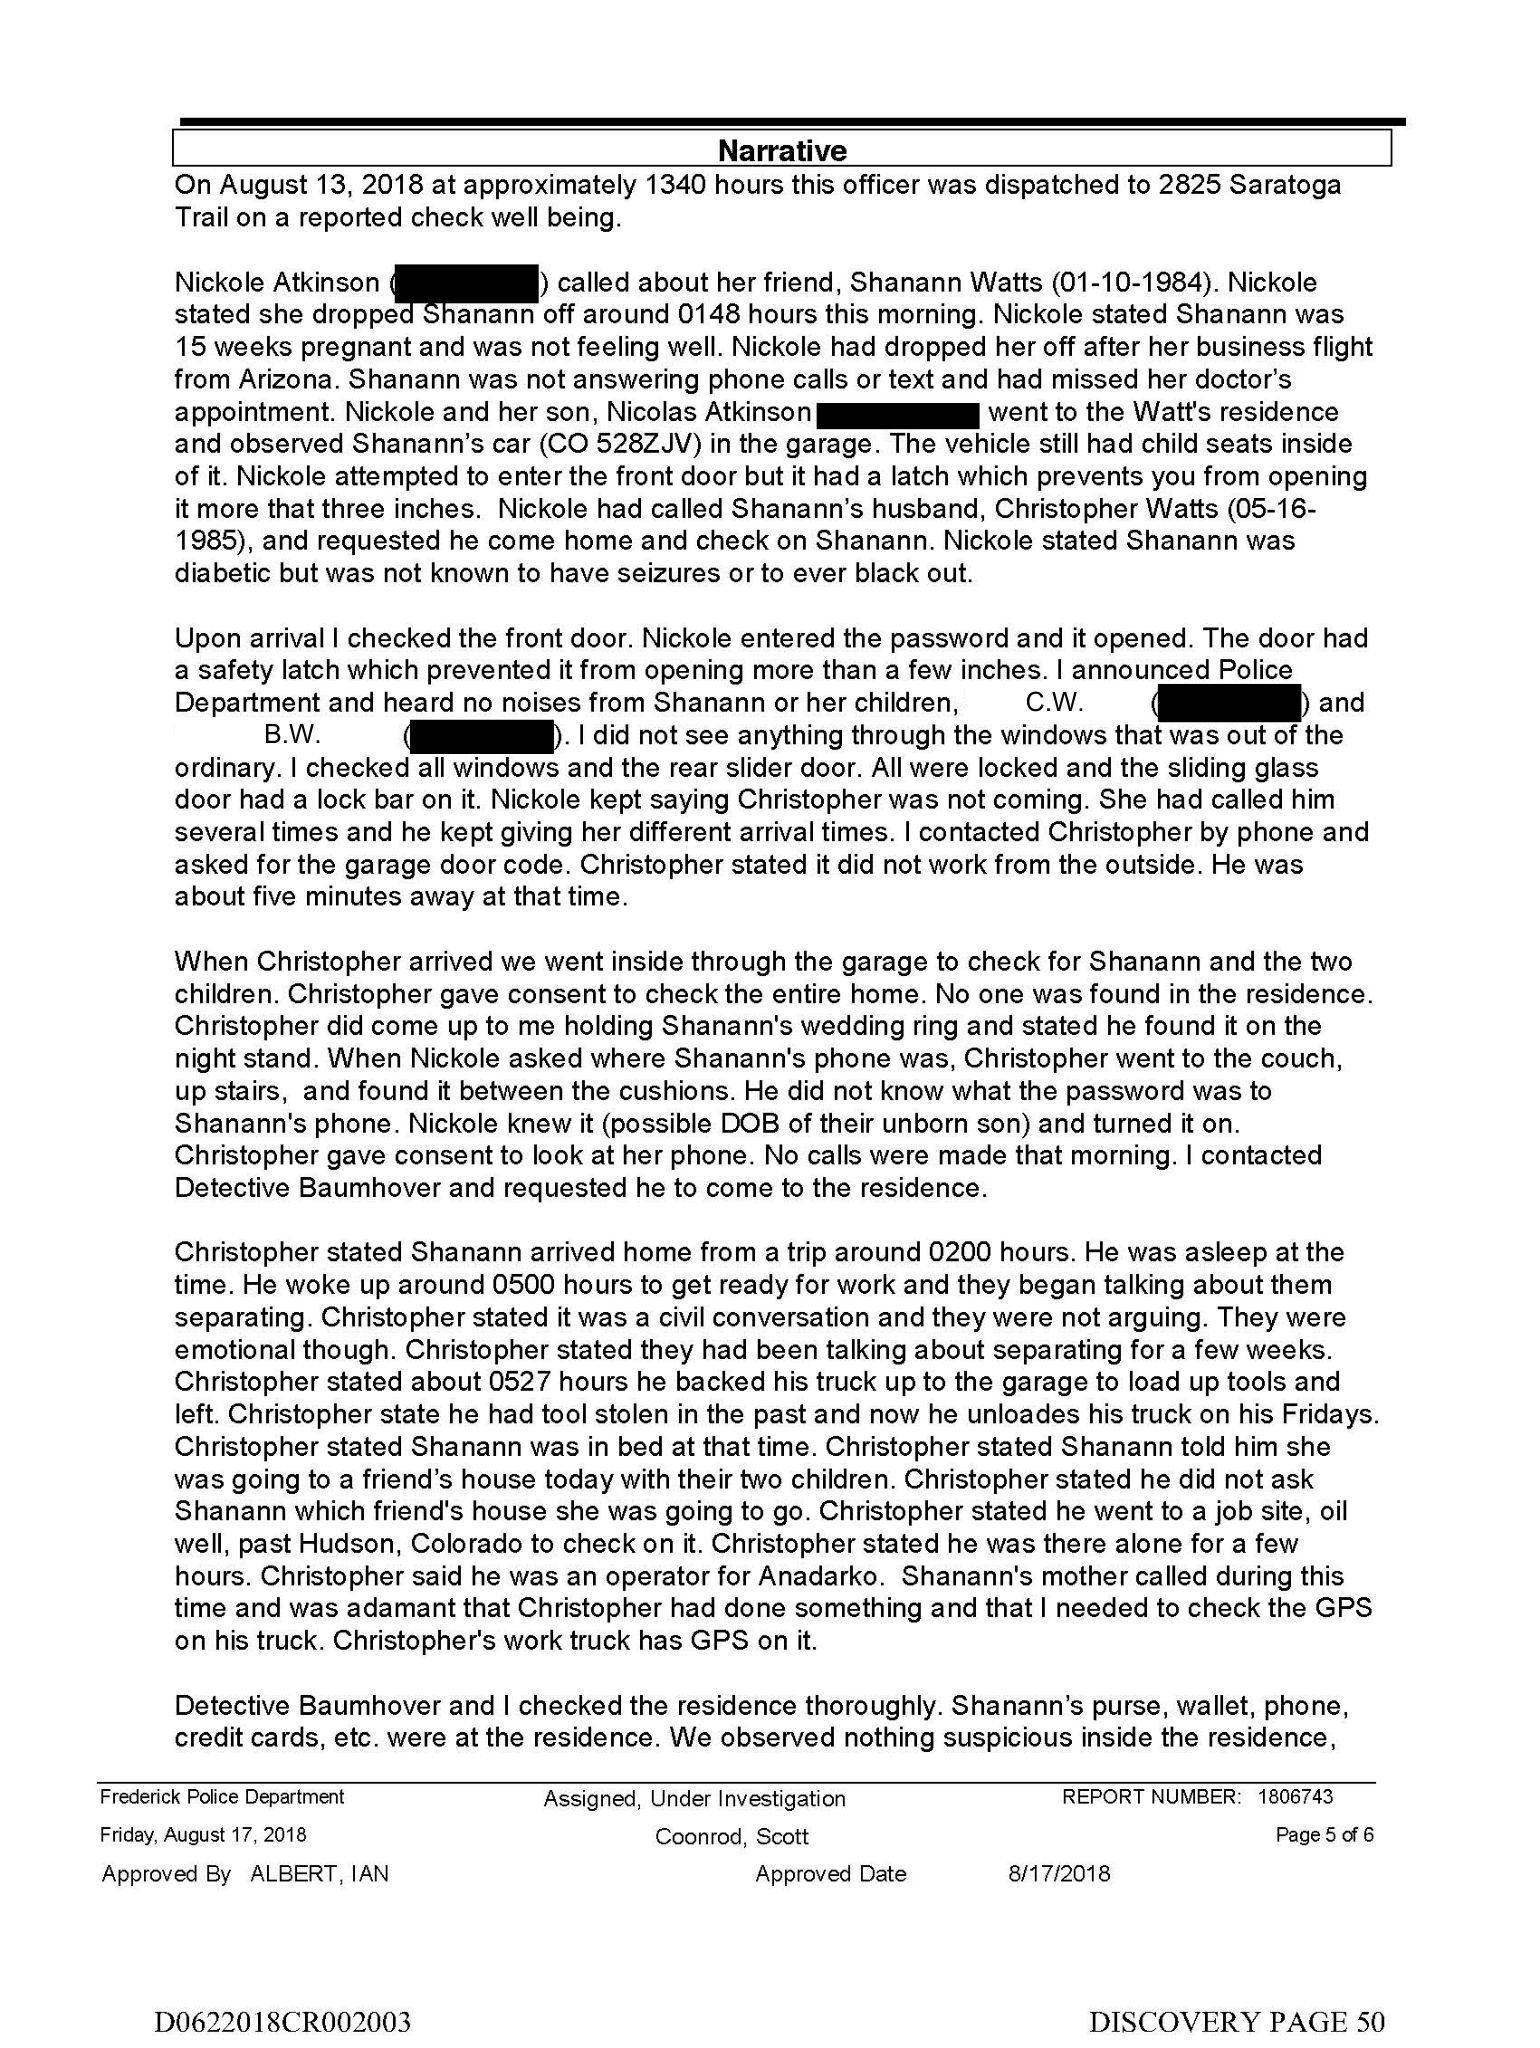 Narrative
On August 13, 2018 at approximately 1340 hours this officer was dispatched to 2825 Saratoga
Trail on a reported check well being.
Nickole Atkinson ( ) called about her friend, Shanann Watts (01-10-1984). Nickole
stated she dropped Shanann off around 0148 hours this morning. Nickole stated Shanann was
15 weeks pregnant and was not feeling well. Nickole had dropped her off after her business flight
from Arizona. Shanann was not answering phone calls or text and had missed her doctor's
appointment. Nickole and her son, Nicolas Atkinson went to the Watt's residence
and observed Shanann's car (CO 528ZJV) in the garage. The vehicle still had child seats inside
of it. Nickole attempted to enter the front door but it had a latch which prevents you from opening
it more that three inches. Nickole had called Shanann's husband, Christopher Watts (05-16-
1985), and requested he come home and check on Shanann. Nickole stated Shanann was
diabetic but was not known to have seizures or to ever black out.
Upon arrival I checked the front door. Nickole entered the password and it opened. The door had
a safety latch which prevented it from opening more than a few inches. I announced Police
Department and heard no noises from Shanann or her children, C.W. ( ) and
B.W. ( ). I did not see anything through the windows that was out of the
ordinary. I checked all windows and the rear slider door. All were locked and the sliding glass
door had a lock bar on it. Nickole kept saying Christopher was not coming. She had called him
several times and he kept giving her different arrival times. I contacted Christopher by phone and
asked for the garage door code. Christopher stated it did not work from the outside. He was
about five minutes away at that time.
When Christopher arrived we went inside through the garage to check for Shanann and the two
children. Christopher gave consent to check the entire home. No one was found in the residence.
Christopher did come up to me holding Shanann's wedding ring and stated he found it on the
night stand. When Nickole asked where Shanann's phone was, Christopher went to the couch,
up stairs, and found it between the cushions. He did not know what the password was to
Shanann's phone. Nickole knew it (possible DOB of their unborn son) and turned it on.
Christopher gave consent to look at her phone. No calls were made that morning. I contacted
Detective Baumhover and requested he to come to the residence.
Christopher stated Shanann arrived home from a trip around 0200 hours. He was asleep at the
time. He woke up around 0500 hours to get ready for work and they began talking about them
separating. Christopher stated it was a civil conversation and they were not arguing. They were
emotional though. Christopher stated they had been talking about separating for a few weeks.
Christopher stated about 0527 hours he backed his truck up to the garage to load up tools and
left. Christopher state he had tool stolen in the past and now he unloades his truck on his Fridays.
Christopher stated Shanann was in bed at that time. Christopher stated Shanann told him she
was going to a friend's house today with their two children. Christopher stated he did not ask
Shanann which friend's house she was going to go. Christopher stated he went to a job site, oil
well, past Hudson, Colorado to check on it. Christopher stated he was there alone for a few
hours. Christopher said he was an operator for Anadarko. Shanann's mother called during this
time and was adamant that Christopher had done something and that I needed to check the GPS
on his truck. Christopher's work truck has GPS on it.
Detective Baumhover and I checked the residence thoroughly. Shanann's purse, wallet, phone,
credit cards, etc. were at the residence. We observed nothing suspicious inside the residence,
Frederick Police Department Assigned, Under Investigation REPORT NUMBER: 1806743
Friday, August 17, 2018 Coonrod, Scott Page 5 of 6
Approved By ALBERT, IAN Approved Date 8/17/2018
D0622018CR002003 DISCOVERY PAGE 50